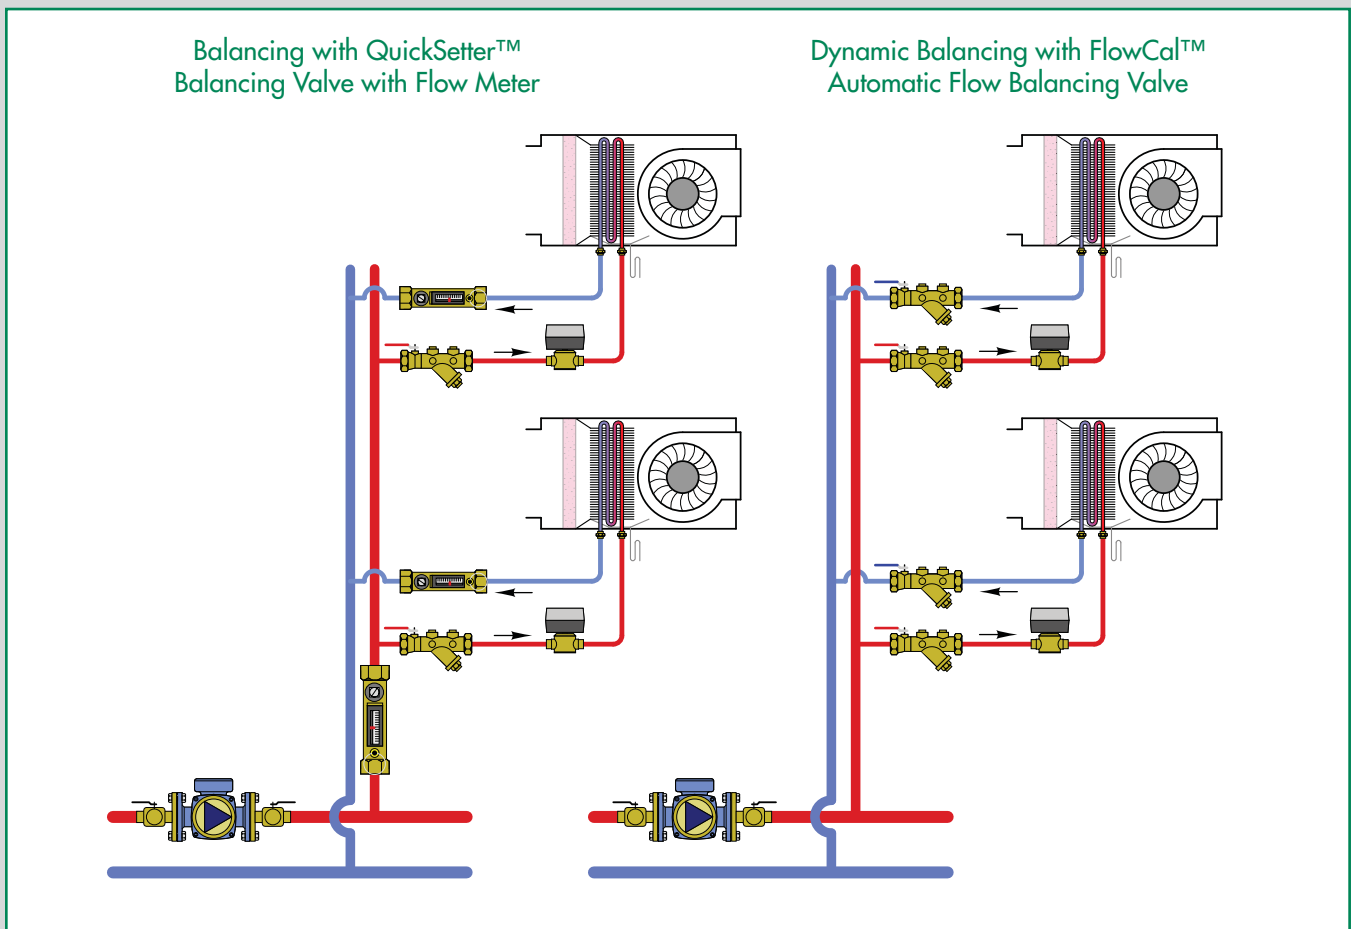 Balancing with QuickSetter™
Balancing Valve with Flow Meter
Dynamic Balancing with FlowCal™
Automatic Flow Balancing Valve